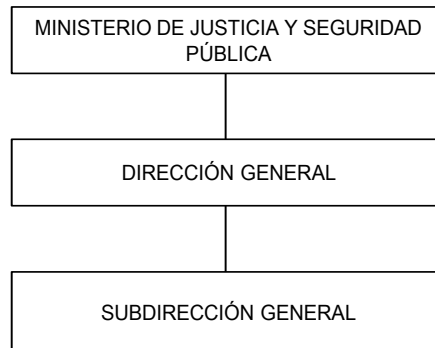 MINISTERIO DE JUSTICIA Y SEGURIDAD
PÚBLICA
DIRECCIÓN GENERAL
SUBDIRECCIÓN GENERAL